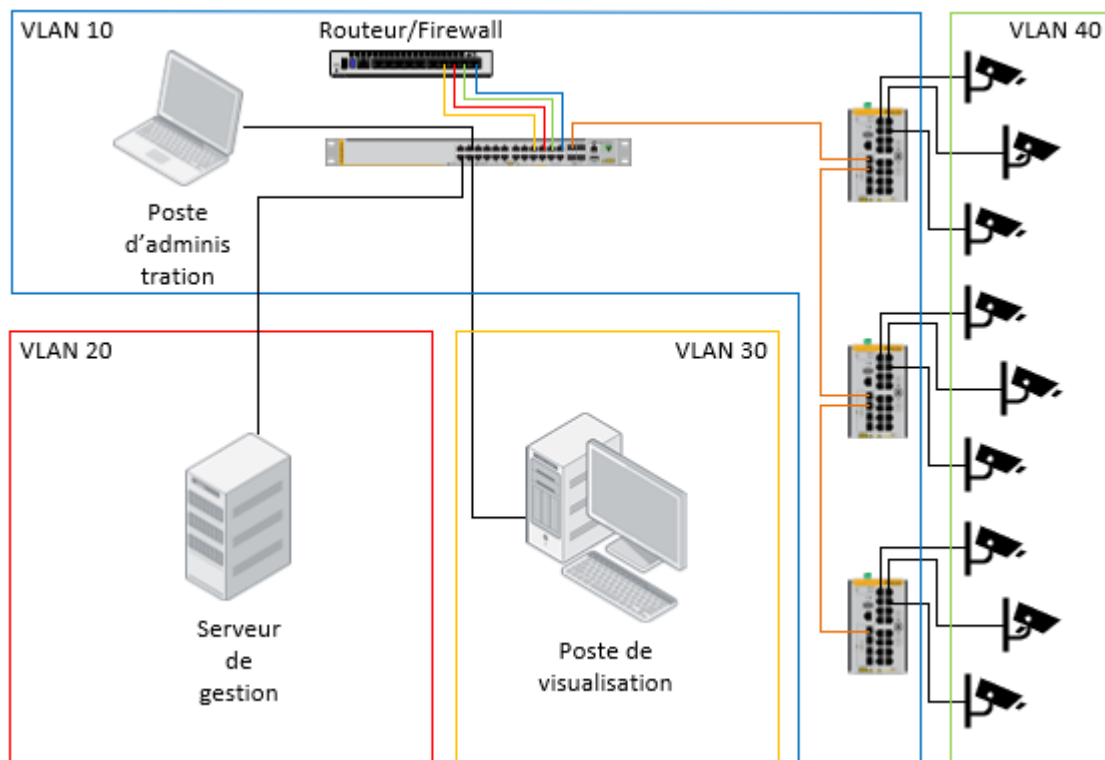 VLAN 10
Routeur/Firewall
VLAN 40
Poste
d'adminis
tration
VLAN 20
VLAN 30
Serveur
de
gestion
Poste de
visualisation